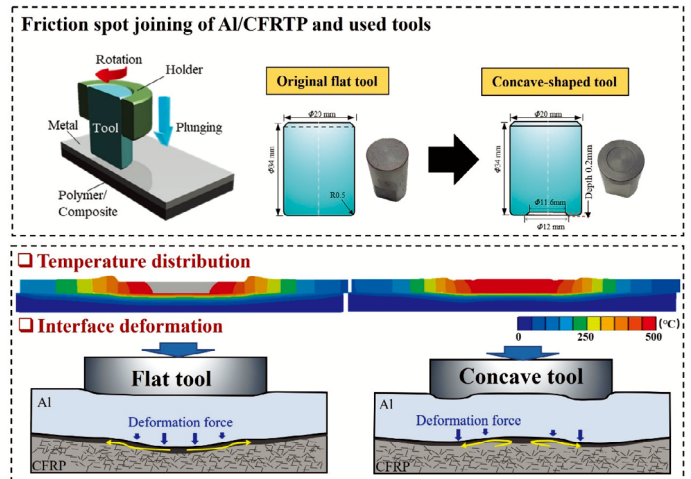 Friction spot joining of Al/CFRTP and used tools
Rotation
Holder
Original flat tool
Concave-shaped tool
Metal
Tool
Plunging
Polymer/
Composite
Φ20 mm
Φ34 mm
R0.5
Φ20 mm
Φ34 mm
Depth 0.2mm
Φ11.6mm
Φ12 mm
❑ Temperature distribution
❑ Interface deformation
0 250 500 (°C)
Flat tool
Concave tool
Al
Deformation force
CFRP
Al
Deformation force
CFRP